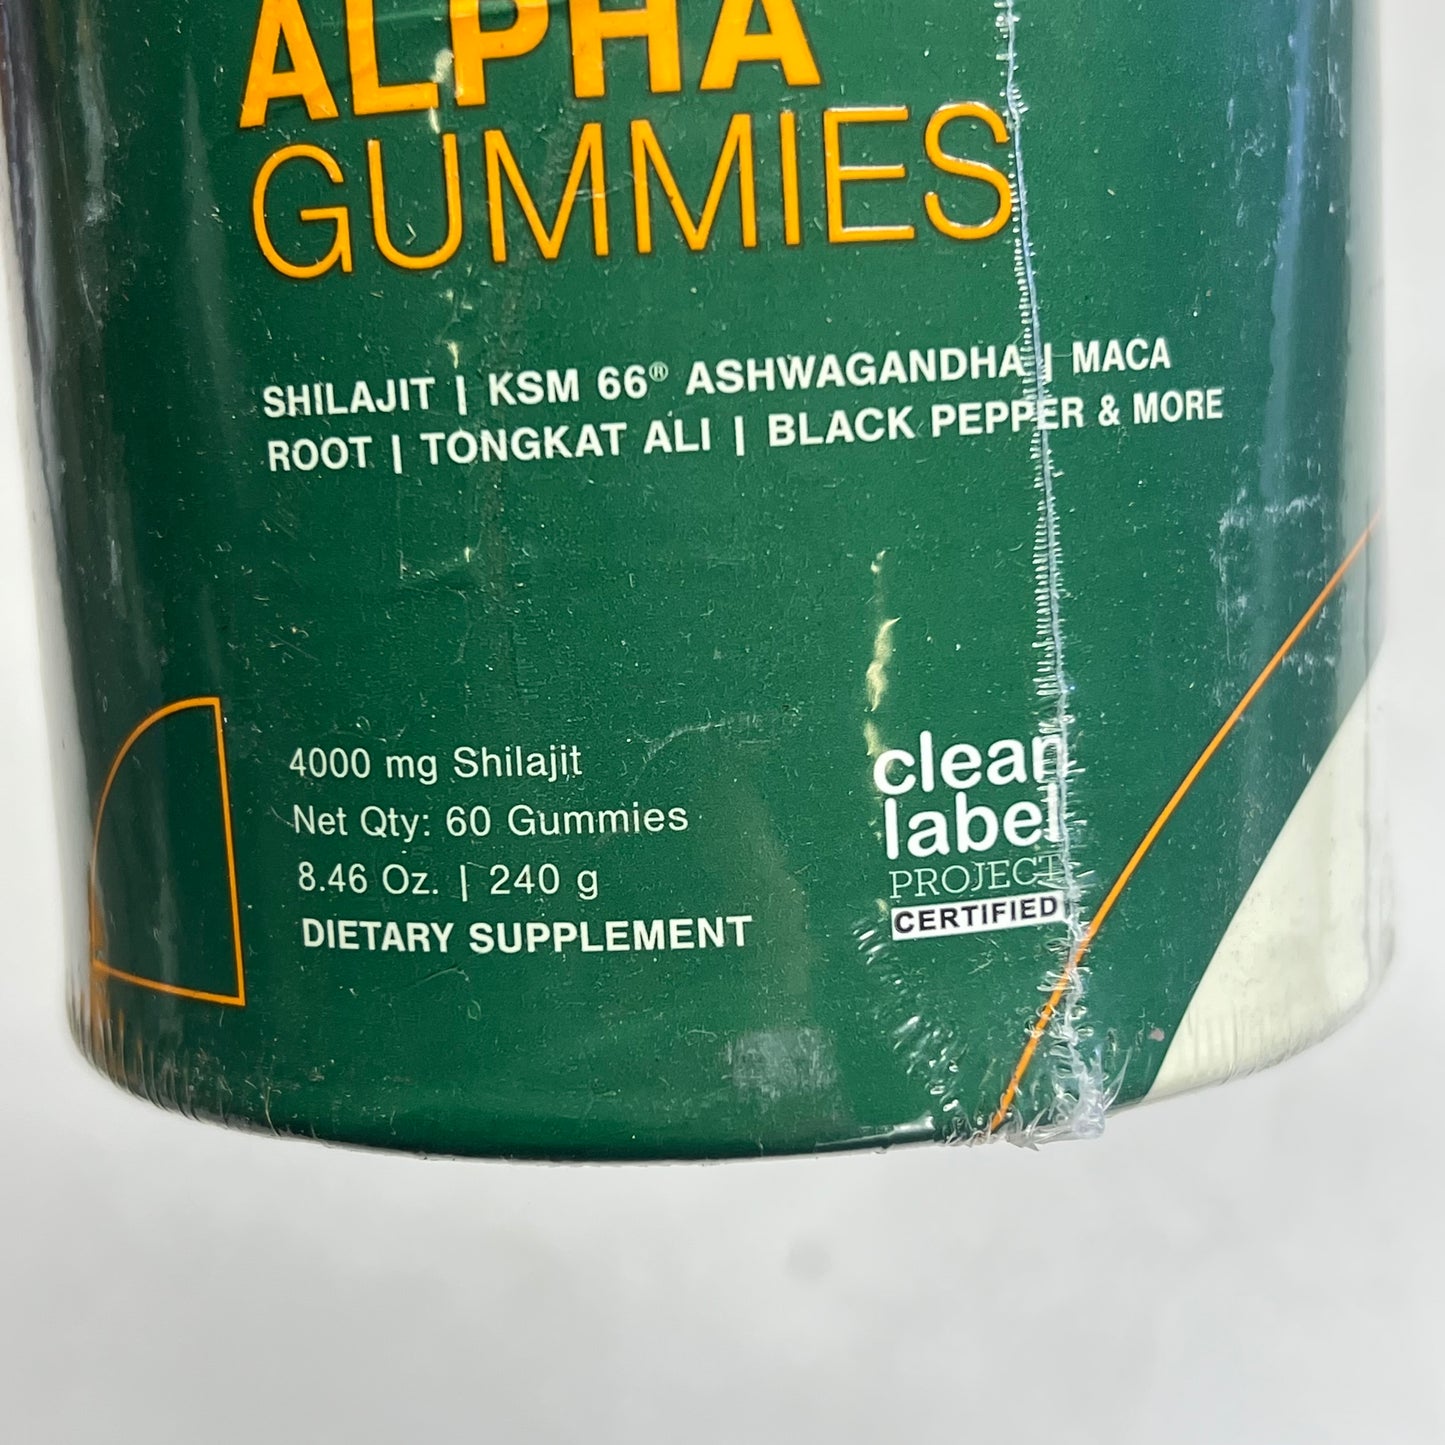 ALPHA
GUMMIES
SHILAJIT | KSM 66® ASHWAGANDHA | MACA
ROOT | TONGKAT ALI | BLACK PEPPER & MORE
4000 mg Shilajit
Net Qty: 60 Gummies
8.46 Oz. | 240 g
DIETARY SUPPLEMENT
clean
label
PROJECT
CERTIFIED